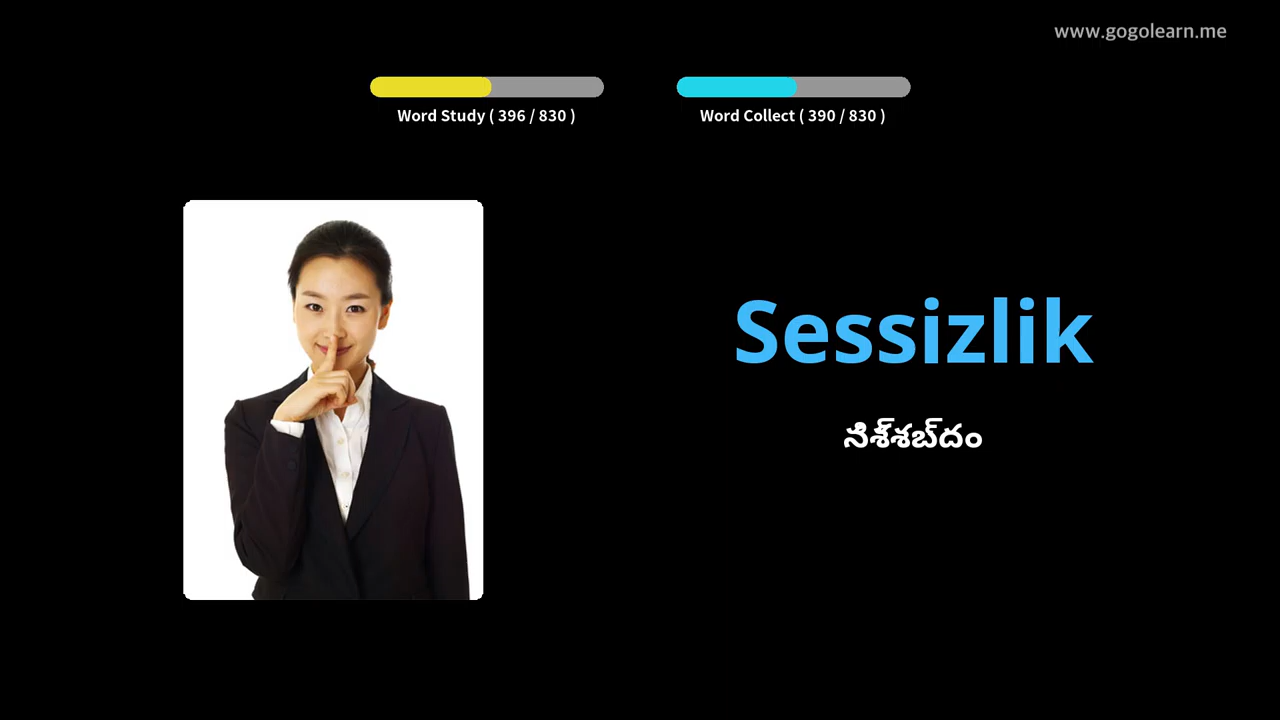 www.gogolearn.me
Word Study ( 396 / 830 )
Word Collect ( 390 / 830 )
Sessizlik
నిశ్శబ్దం